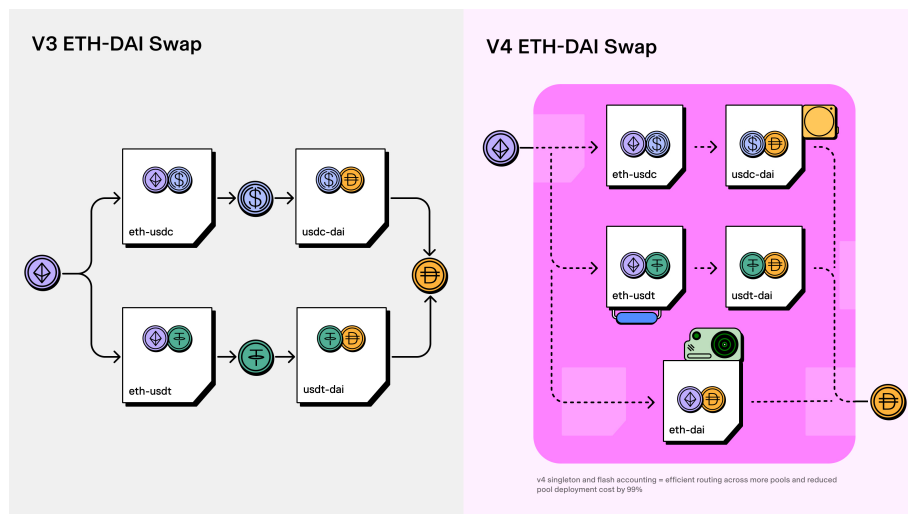 V3 ETH-DAI Swap
eth-usdc
usdc-dai
eth-usdt
usdt-dai
V4 ETH-DAI Swap
eth-usdc
usdc-dai
eth-usdt
usdt-dai
eth-dai
v4 singleton and flash accounting = efficient routing across more pools and reduced
pool deployment cost by 99%